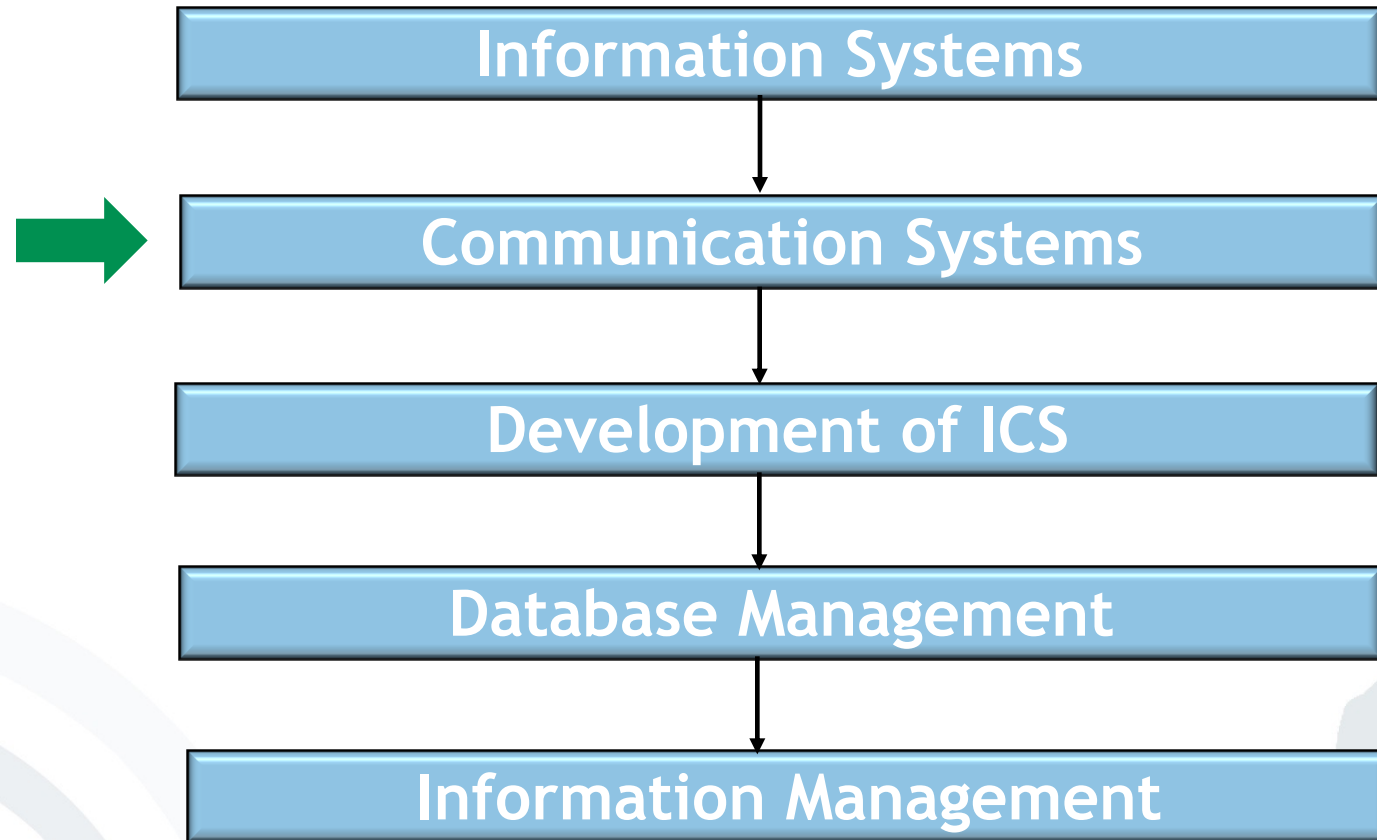 Information Systems
Communication Systems
Development of ICS
Database Management
Information Management